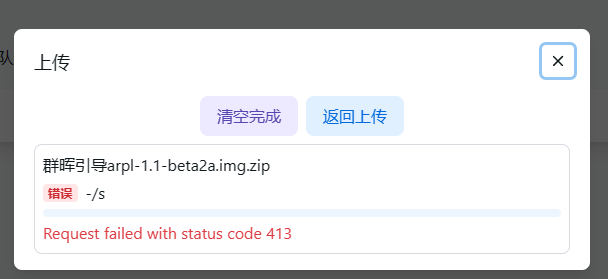 队
上传
清空完成
返回上传
群晖引导arpl-1.1-beta2a.img.zip
错误 -/s
Request failed with status code 413